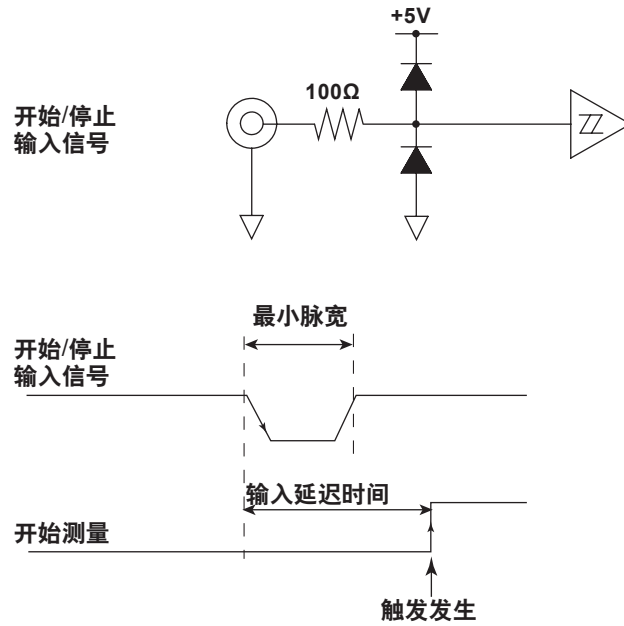 +5V
100Ω
开始/停止
输入信号
最小脉宽
开始/停止
输入信号
输入延迟时间
开始测量
触发发生